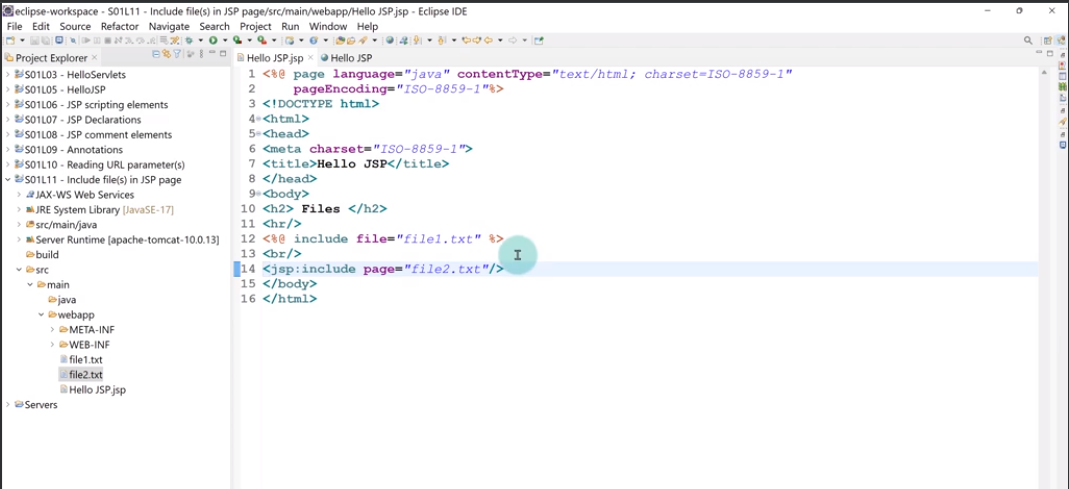 eclipse-workspace - S01L11 - Include file(s) in JSP page/src/main/webapp/Hello JSP.jsp - Eclipse IDE
File Edit Source Refactor Navigate Search Project Run Window Help
Project Explorer
S01L03 - HelloServlets
S01L05 - HelloJSP
S01L06 - JSP scripting elements
S01L07 - JSP Declarations
S01L08 - JSP comment elements
S01L09 - Annotations
S01L10 - Reading URL parameter(s)
S01L11 - Include file(s) in JSP page
JAX-WS Web Services
JRE System Library [JavaSE-17]
src/main/java
Server Runtime [apache-tomcat-10.0.13]
build
src
main
java
webapp
META-INF
WEB-INF
file1.txt
file2.txt
Hello JSP.jsp
Servers
Hello JSP.jsp Hello JSP
1 <%@ page language="java" contentType="text/html; charset=ISO-8859-1"
2 pageEncoding="ISO-8859-1"%>
3 <!DOCTYPE html>
4 <html>
5 <head>
6 <meta charset="ISO-8859-1">
7 <title>Hello JSP</title>
8 </head>
9 <body>
10 <h2> Files </h2>
11 <hr/>
12 <%@ include file="file1.txt" %>
13 <br/>
14 <jsp:include page="file2.txt"/>
15 </body>
16 </html>